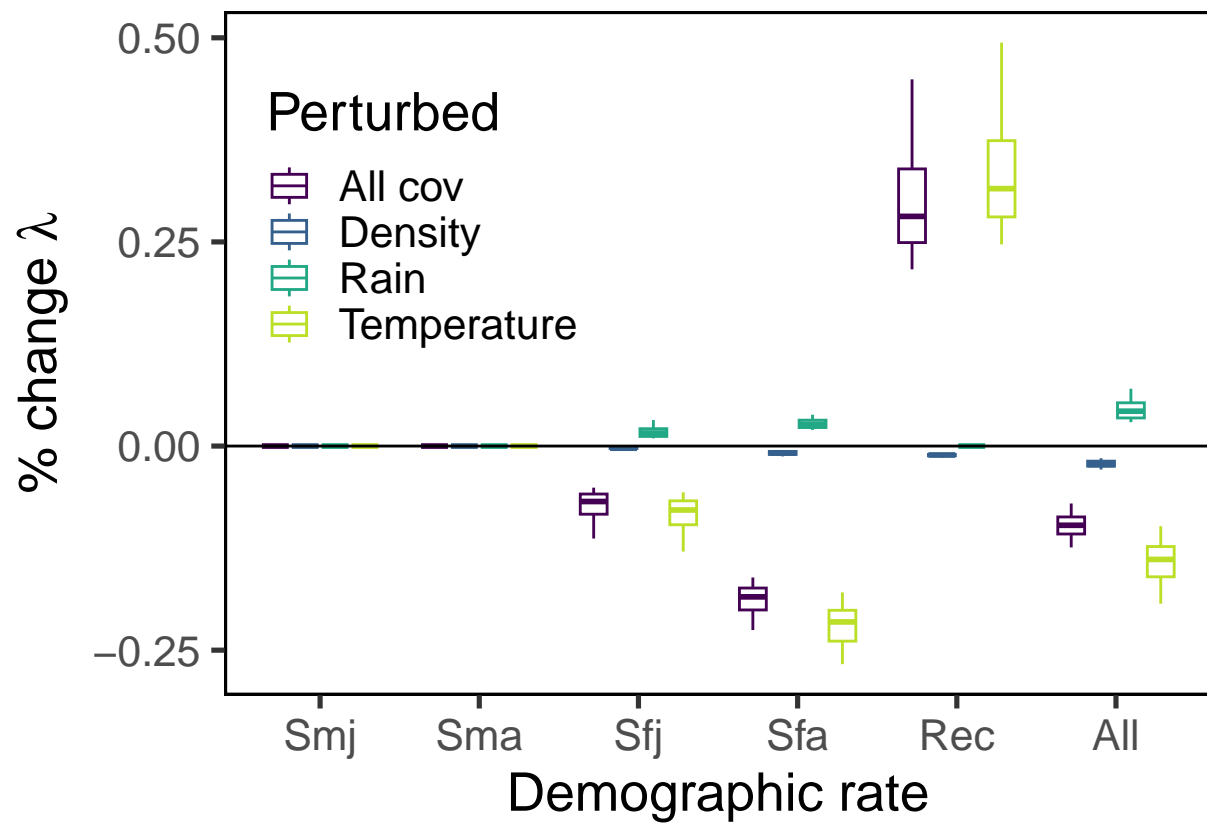 0.50
0.25
0.00
−0.25
% change λ
Perturbed
All cov
Density
Rain
Temperature
Smj Sma Sfj Sfa Rec All
Demographic rate